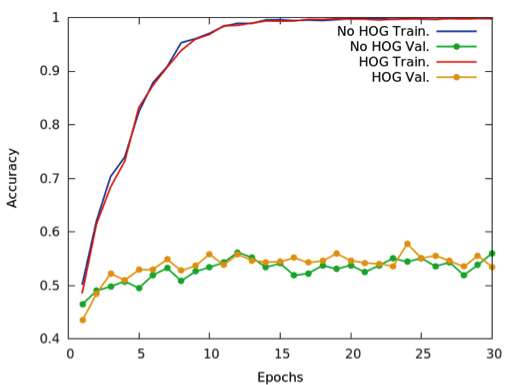 1
0.9
0.8
0.7
0.6
0.5
0.4
0 5 10 15 20 25 30
Accuracy
Epochs
No HOG Train.
No HOG Val.
HOG Train.
HOG Val.